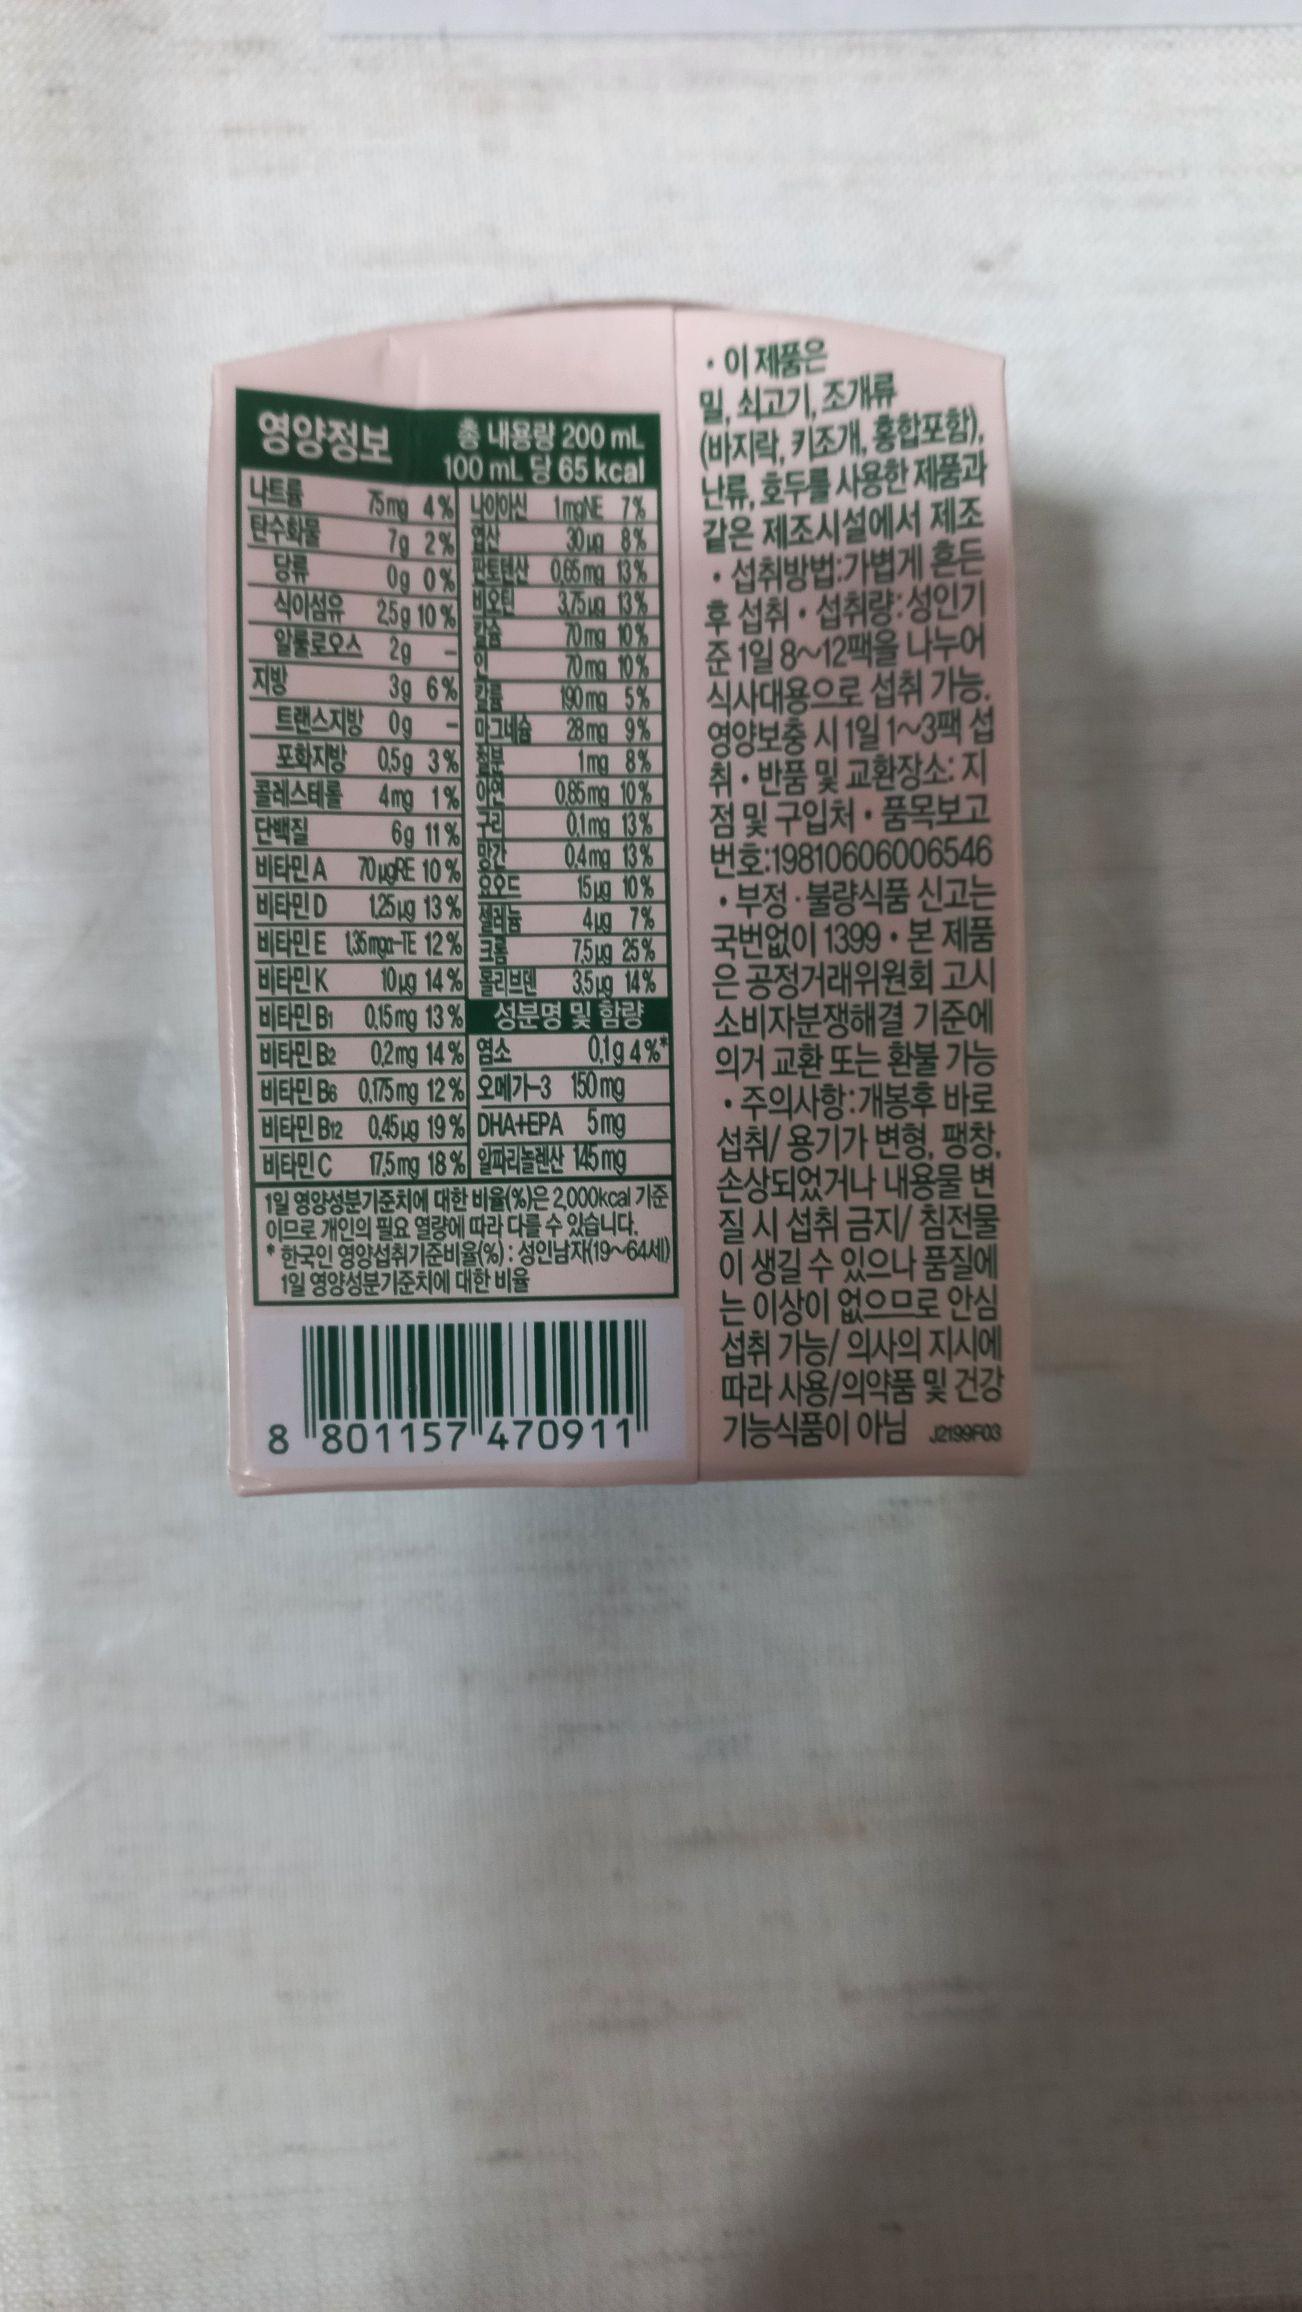 영양정보
총 내용량 200 mL
100 mL 당 65 kcal
나트륨 75mg 4%
탄수화물 7g 2%
당류 0g 0%
식이섬유 2.5g 10%
알룰로오스 2g -
지방 3g 6%
트랜스지방 0g -
포화지방 0.5g 3%
콜레스테롤 4mg 1%
단백질 6g 11%
비타민 A 70μgRE 10%
비타민 D 1.25μg 13%
비타민 E 1.35mgα-TE 12%
비타민 K 10μg 14%
비타민 B1 0.15mg 13%
비타민 B2 0.2mg 14%
비타민 B6 0.175mg 12%
비타민 B12 0.45μg 19%
비타민 C 17.5mg 18%
나이아신 1mgNE 7%
엽산 30μg 8%
판토텐산 0.65mg 13%
비오틴 3.75μg 13%
칼슘 70mg 10%
인 70mg 10%
칼륨 190mg 5%
마그네슘 28mg 9%
철분 1mg 8%
아연 0.85mg 10%
구리 0.1mg 13%
망간 0.4mg 13%
요오드 15μg 10%
셀레늄 4μg 7%
크롬 7.5μg 25%
몰리브덴 3.5μg 14%
성분명 및 함량
염소 0.1g 4%*
오메가-3 150mg
DHA+EPA 5mg
알파리놀렌산 145mg
1일 영양성분기준치에 대한 비율(%)은 2,000kcal 기준
이므로 개인의 필요 열량에 따라 다를 수 있습니다.
* 한국인 영양섭취기준비율(%) : 성인남자(19~64세)
1일 영양성분기준치에 대한 비율
8 801157 470911
• 이 제품은
밀, 쇠고기, 조개류
(바지락, 키조개, 홍합포함),
난류, 호두를 사용한 제품과
같은 제조시설에서 제조
• 섭취방법:가볍게 흔든
후 섭취 • 섭취량:성인기
준 1일 8~12팩을 나누어
식사대용으로 섭취 가능.
영양보충 시 1일 1~3팩 섭
취 • 반품 및 교환장소: 지
점 및 구입처 • 품목보고
번호:19810606006546
• 부정·불량식품 신고는
국번없이 1399 • 본 제품
은 공정거래위원회 고시
소비자분쟁해결 기준에
의거 교환 또는 환불 가능
• 주의사항:개봉후 바로
섭취/ 용기가 변형, 팽창,
손상되었거나 내용물 변
질 시 섭취 금지/ 침전물
이 생길 수 있으나 품질에
는 이상이 없으므로 안심
섭취 가능/ 의사의 지시에
따라 사용/의약품 및 건강
기능식품이 아님 J2199F03